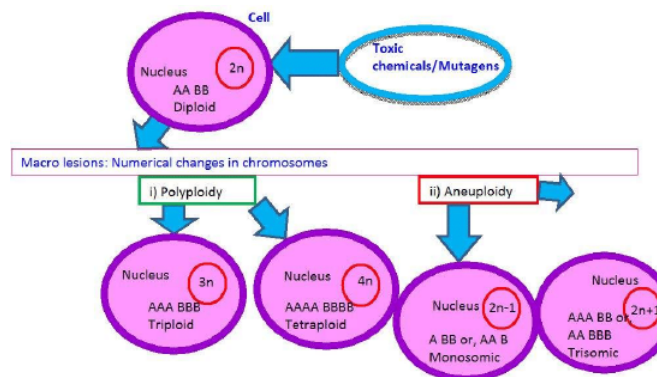 Cell
Toxic
chemicals/Mutagens
Nucleus
2n
AA BB
Diploid
Macro lesions: Numerical changes in chromosomes
i) Polyploidy
ii) Aneuploidy
Nucleus
3n
AAA BBB
Triploid
Nucleus
4n
AAAA BBBB
Tetraploid
Nucleus
2n-1
A BB or, AA B
Monosomic
Nucleus
2n+1
AAA BB or,
AA BBB
Trisomic